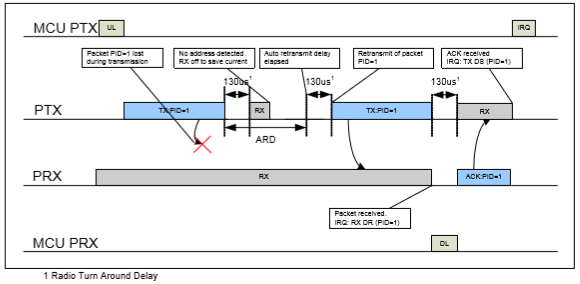 MCU PTX
UL
IRQ
Packet PID=1 lost
during transmission
No address detected.
RX off to save current
Auto retransmit delay
elapsed
Retransmit of packet
PID=1
ACK received
IRQ: TX DS (PID=1)
130us1
130us1
130us1
PTX
TX:PID=1
RX
TX:PID=1
RX
ARD
PRX
RX
ACK:PID=1
Packet received.
IRQ: RX DR (PID=1)
MCU PRX
DL
1 Radio Turn Around Delay